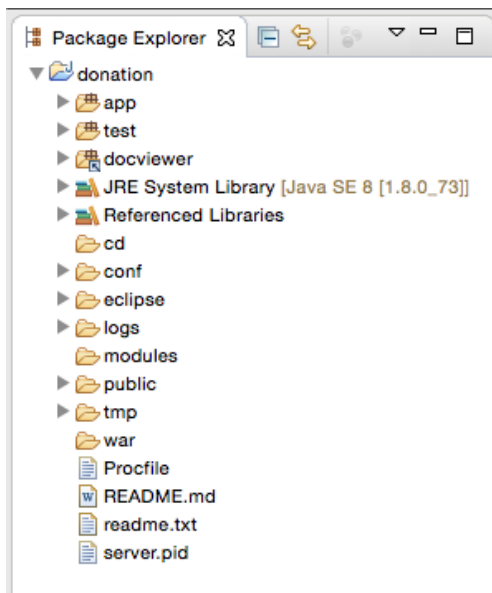 Package Explorer
donation
app
test
docviewer
JRE System Library [Java SE 8 [1.8.0_73]]
Referenced Libraries
cd
conf
eclipse
logs
modules
public
tmp
war
Procfile
README.md
readme.txt
server.pid